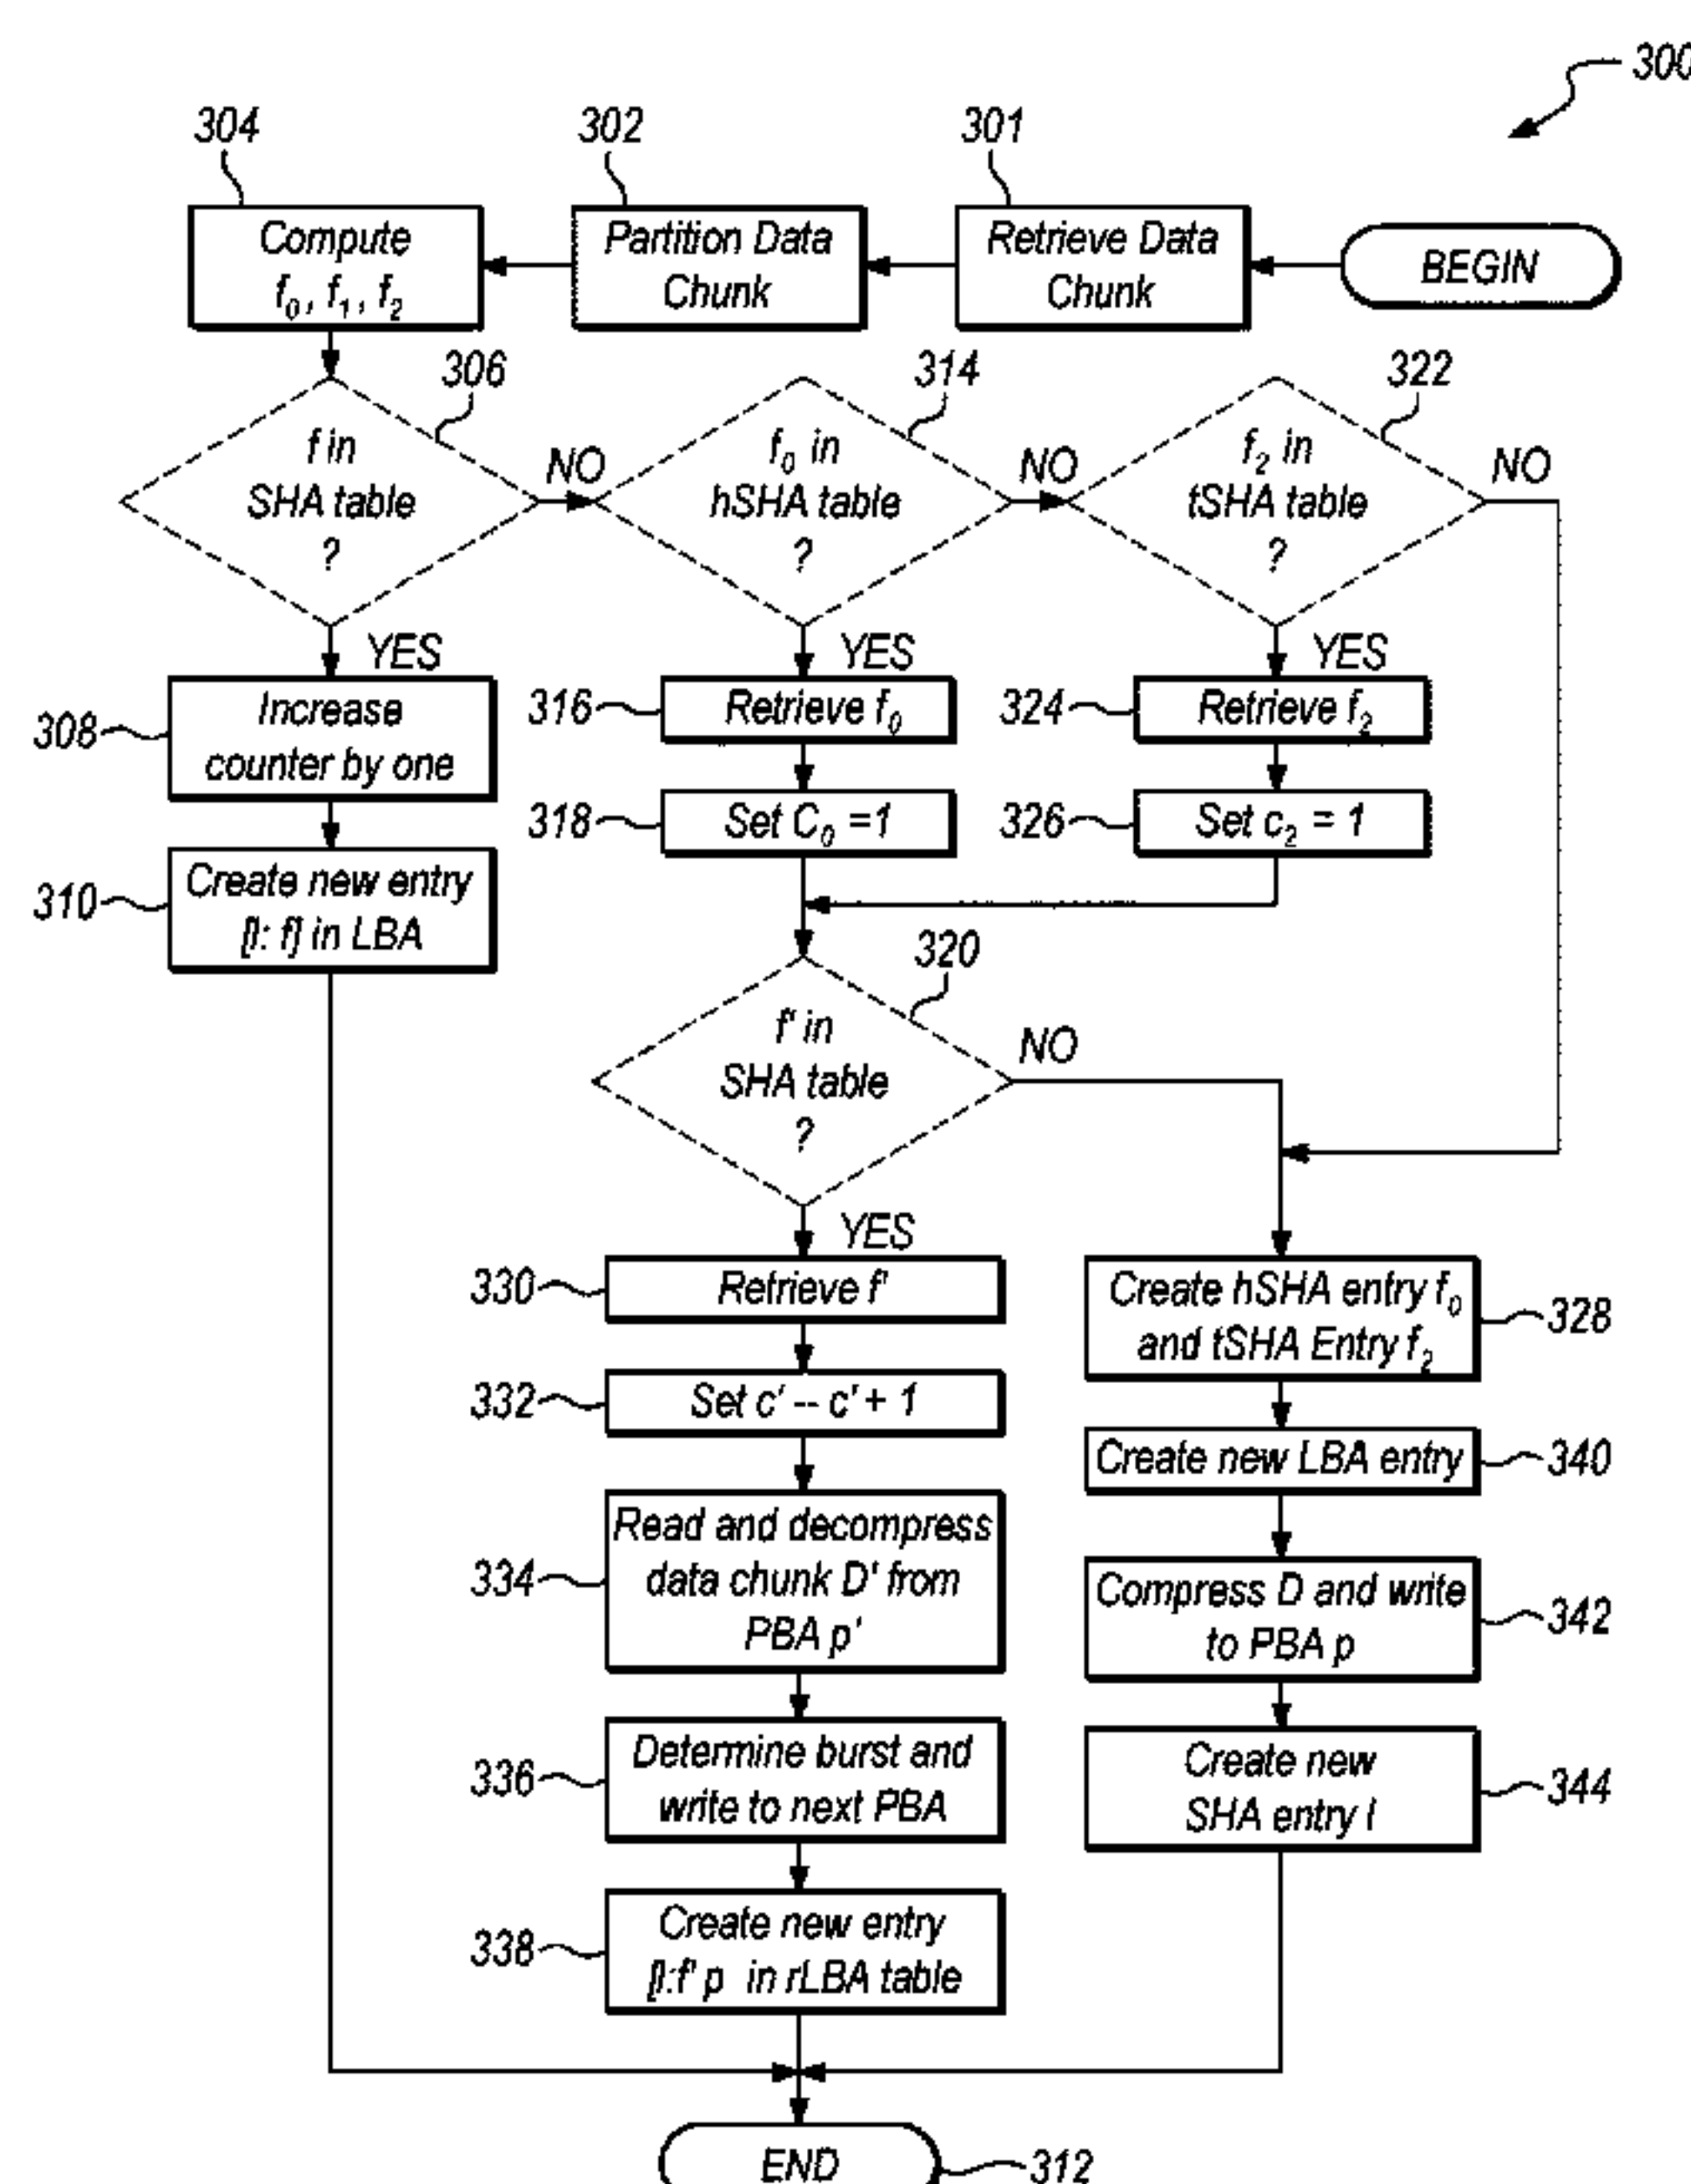 300
304
302
301
Compute
f0, f1, f2
Partition Data
Chunk
Retrieve Data
Chunk
BEGIN
306
314
322
f in
SHA table
?
NO
f0 in
hSHA table
?
NO
f2 in
tSHA table
?
NO
YES
YES
YES
308
Increase
counter by one
316
Retrieve f0
324
Retrieve f2
318
Set C0 =1
326
Set c2 = 1
310
Create new entry
[l: f] in LBA
320
f' in
SHA table
?
NO
YES
330
Retrieve f'
Create hSHA entry f0
and tSHA Entry f2
328
332
Set c' -- c' + 1
Create new LBA entry
340
334
Read and decompress
data chunk D' from
PBA p'
Compress D and write
to PBA p
342
336
Determine burst and
write to next PBA
Create new
SHA entry l
344
338
Create new entry
[l:f' p in rLBA table
END
312